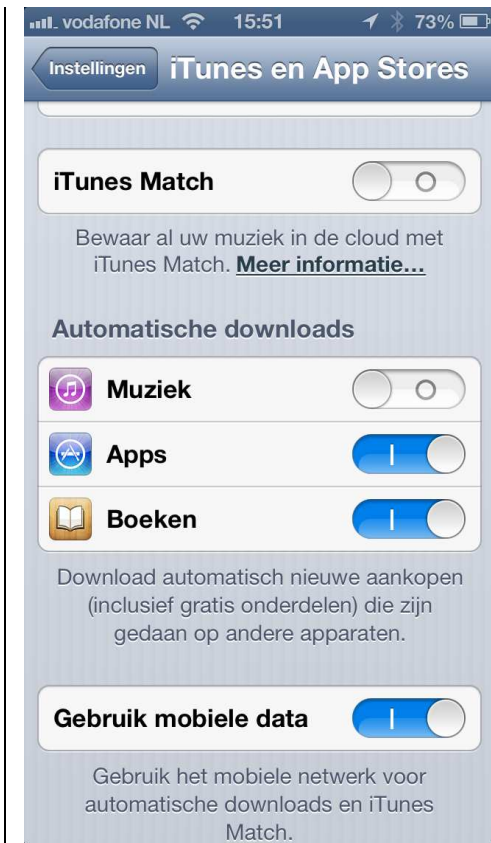 vodafone NL 15:51 73%
Instellingen iTunes en App Stores
iTunes Match
Bewaar al uw muziek in de cloud met
iTunes Match. Meer informatie...
Automatische downloads
Muziek
Apps
Boeken
Download automatisch nieuwe aankopen
(inclusief gratis onderdelen) die zijn
gedaan op andere apparaten.
Gebruik mobiele data
Gebruik het mobiele netwerk voor
automatische downloads en iTunes
Match.